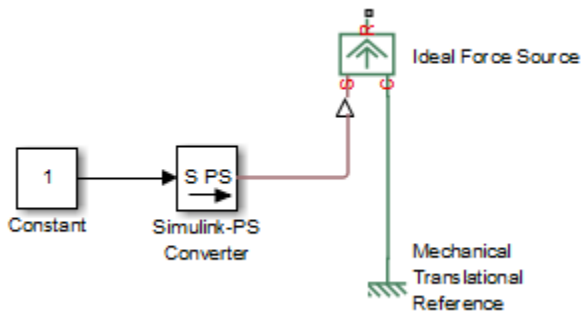 R
Ideal Force Source
S
C
1
S PS
Constant
Simulink-PS
Converter
Mechanical
Translational
Reference